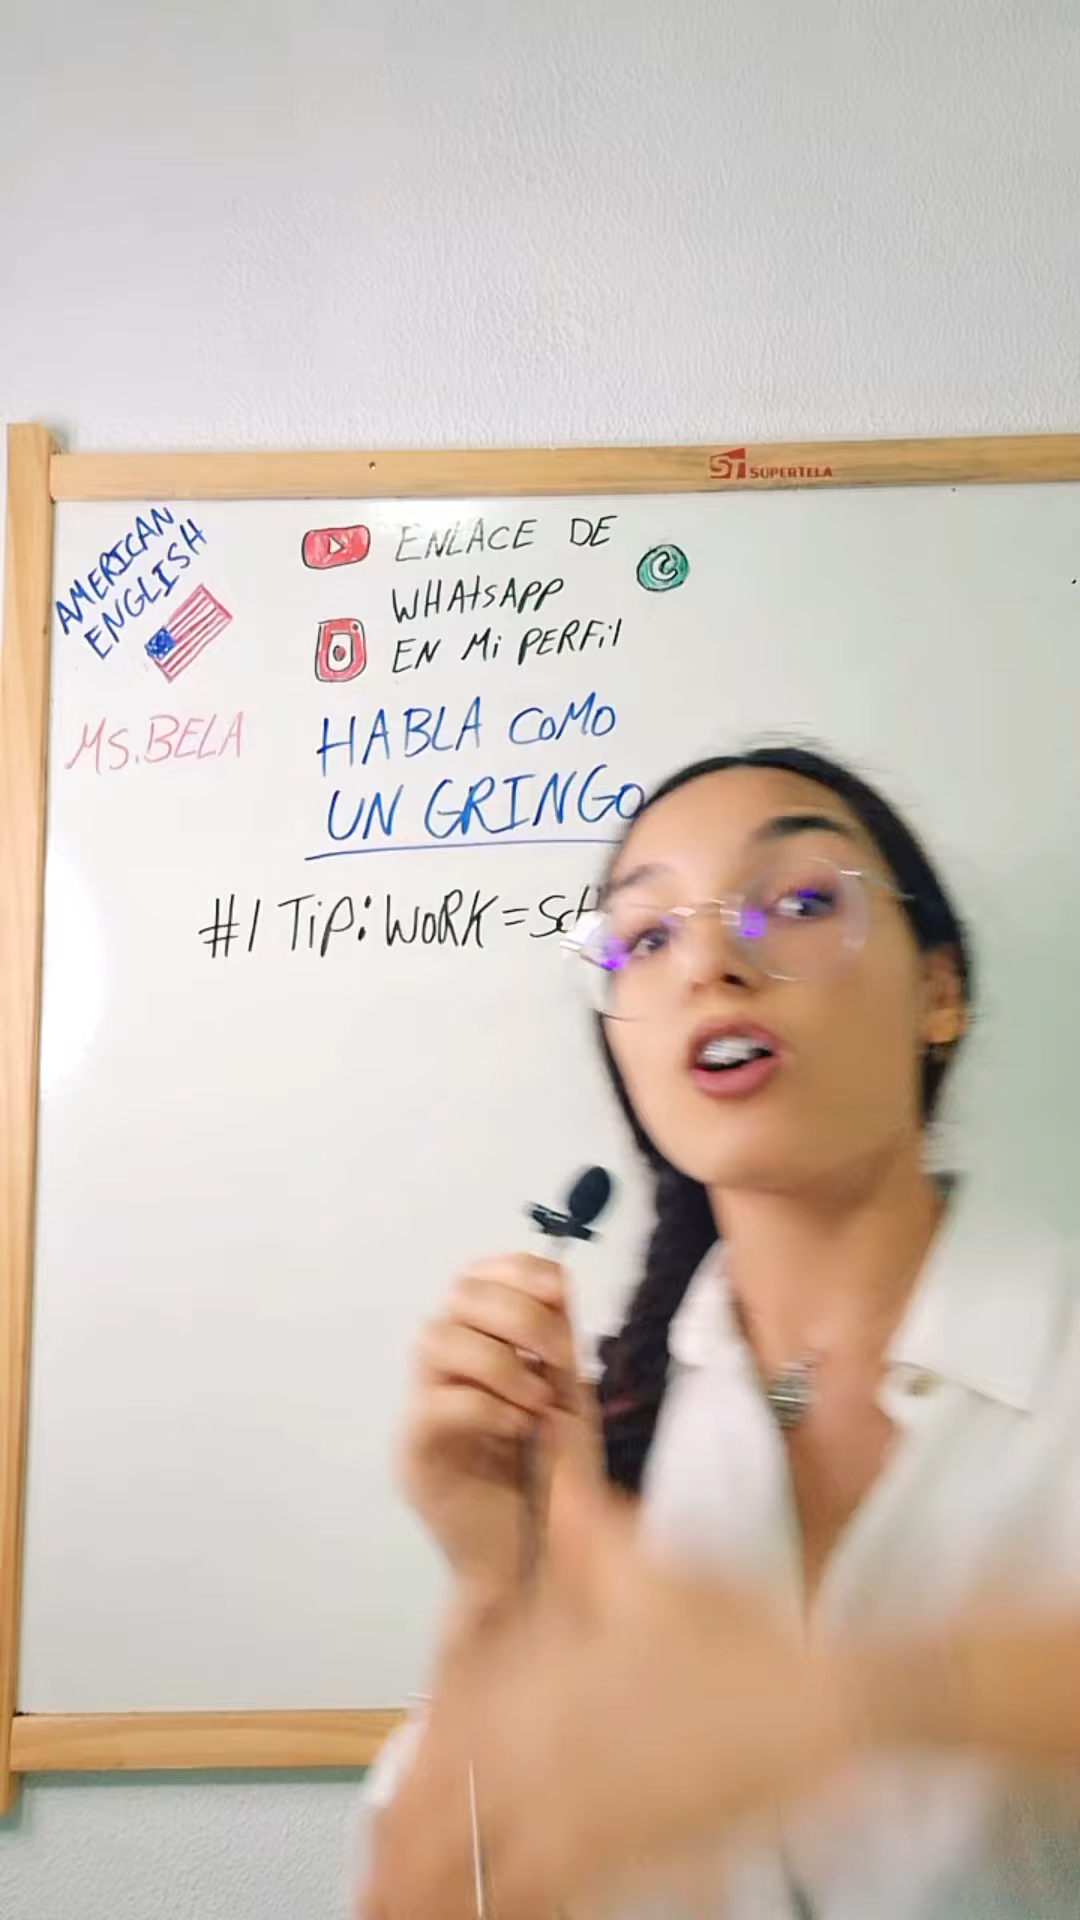 ST SUPERTELA
AMERICAN
ENGLISH
ENLACE DE
WHAtSAPP
EN Mi PERFil
MS.BELA
HABLA CoMO
UN GRINGO
#1 TiP: WoRK =